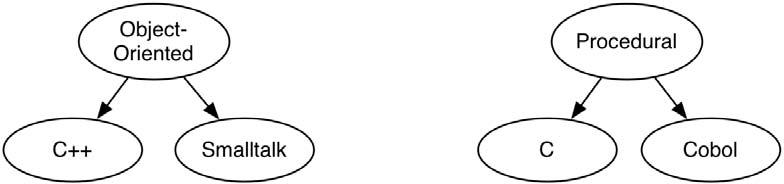 Object-
Oriented
Procedural
C++
Smalltalk
C
Cobol